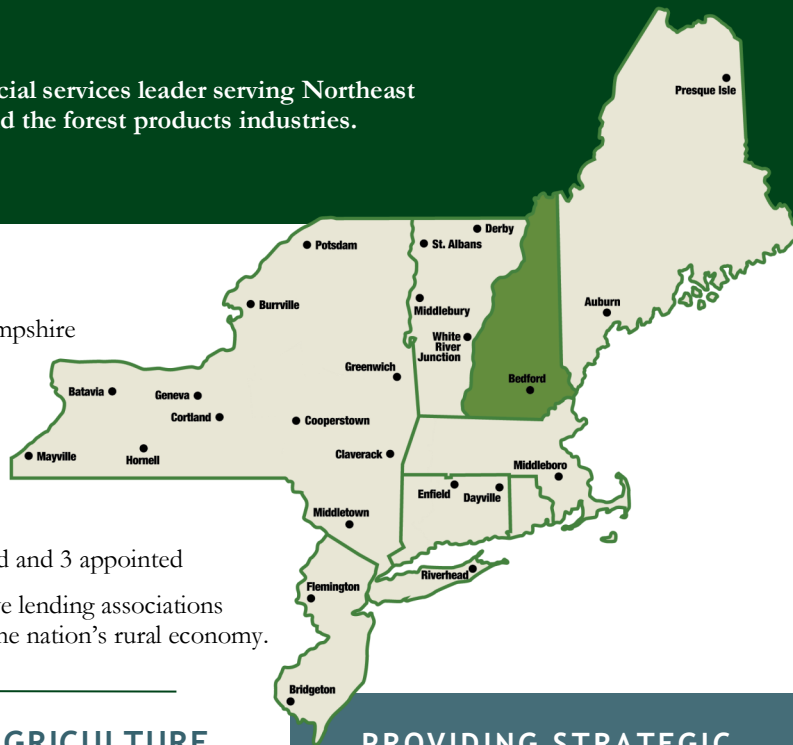 cial services leader serving Northeast
d the forest products industries.
Presque Isle
Derby
St. Albans
Potsdam
Burrville
Middlebury
Auburn
mpshire
White
River
Junction
Greenwich
Bedford
Batavia
Geneva
Cortland
Cooperstown
Mayville
Hornell
Claverack
Middleboro
Enfield
Dayville
Middletown
d and 3 appointed
Riverhead
Flemington
e lending associations
ne nation's rural economy.
Bridgeton
GRICULTURE
PROVIDING STRATEGIC